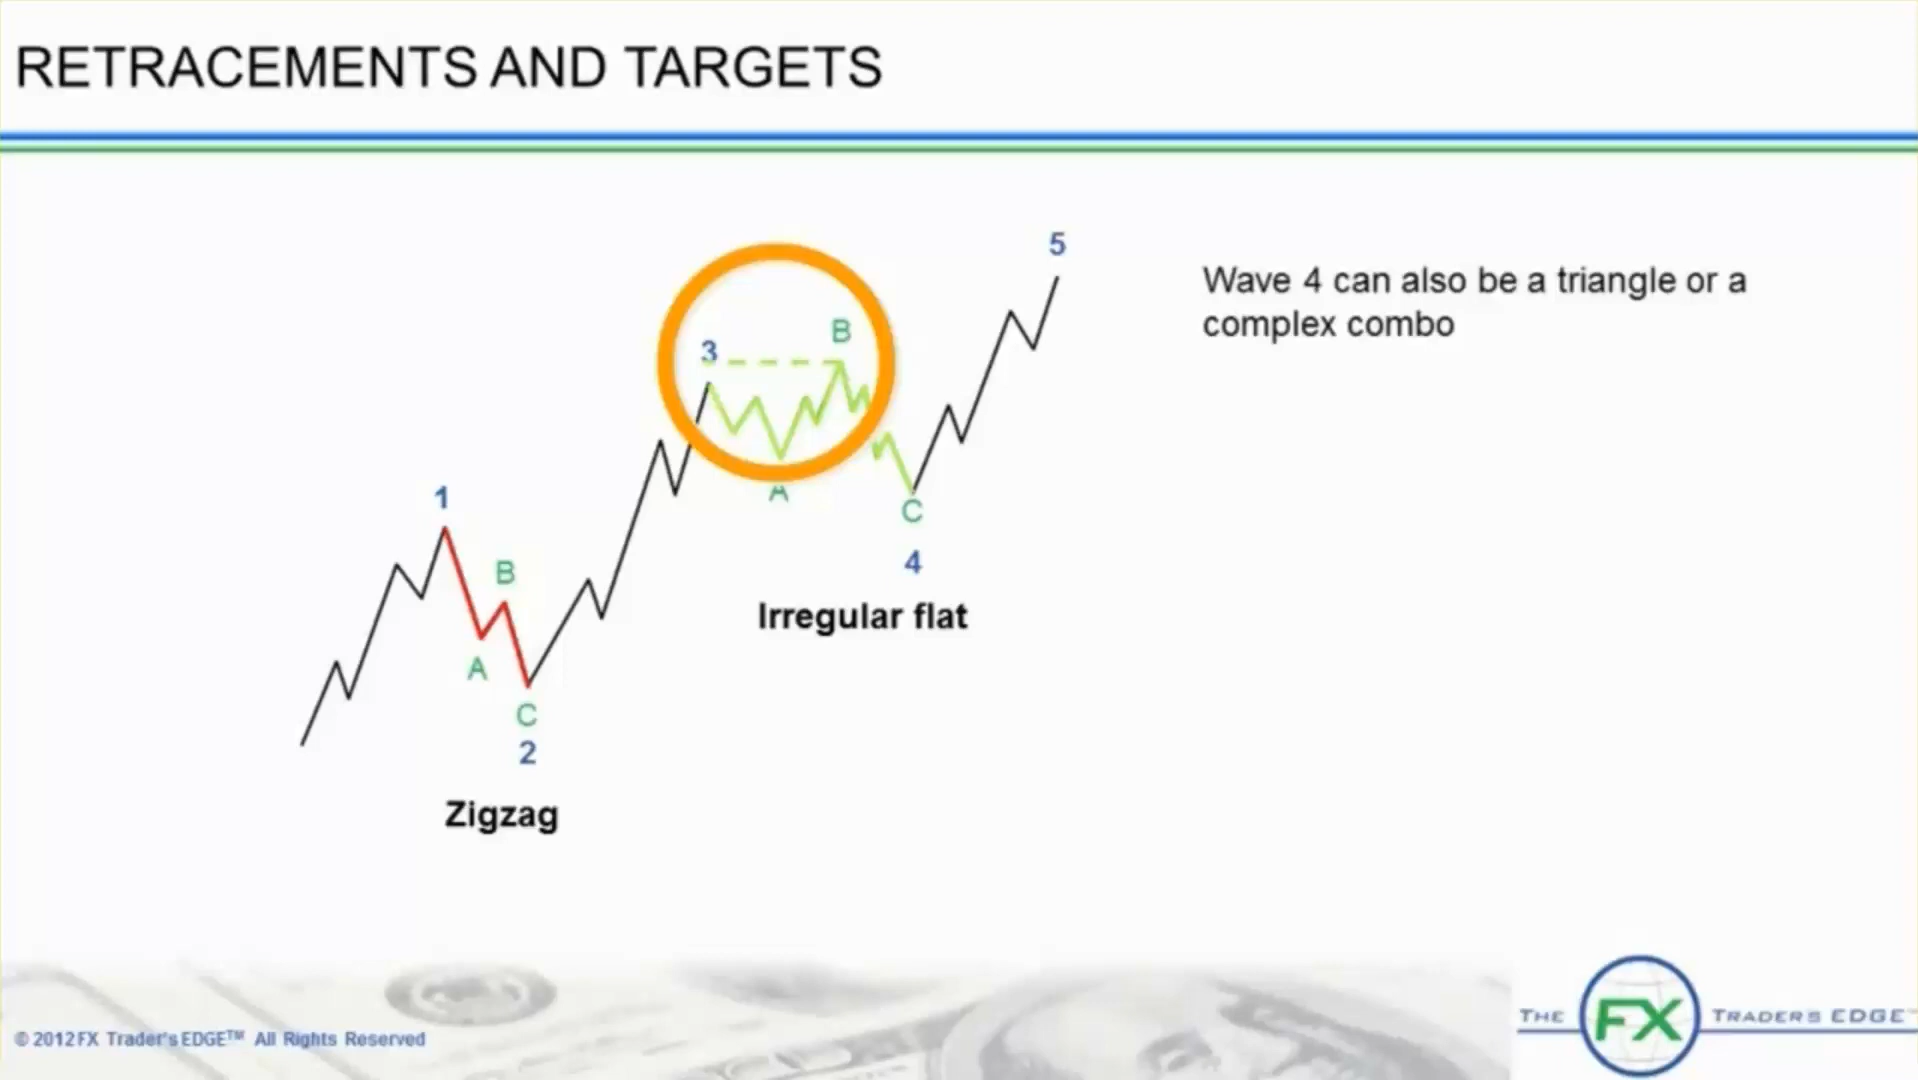 RETRACEMENTS AND TARGETS
5
Wave 4 can also be a triangle or a
complex combo
B
3
A
1
C
4
B
Irregular flat
A
C
2
Zigzag
© 2012 FX Trader's EDGE™ All Rights Reserved
THE FX TRADER'S EDGE™